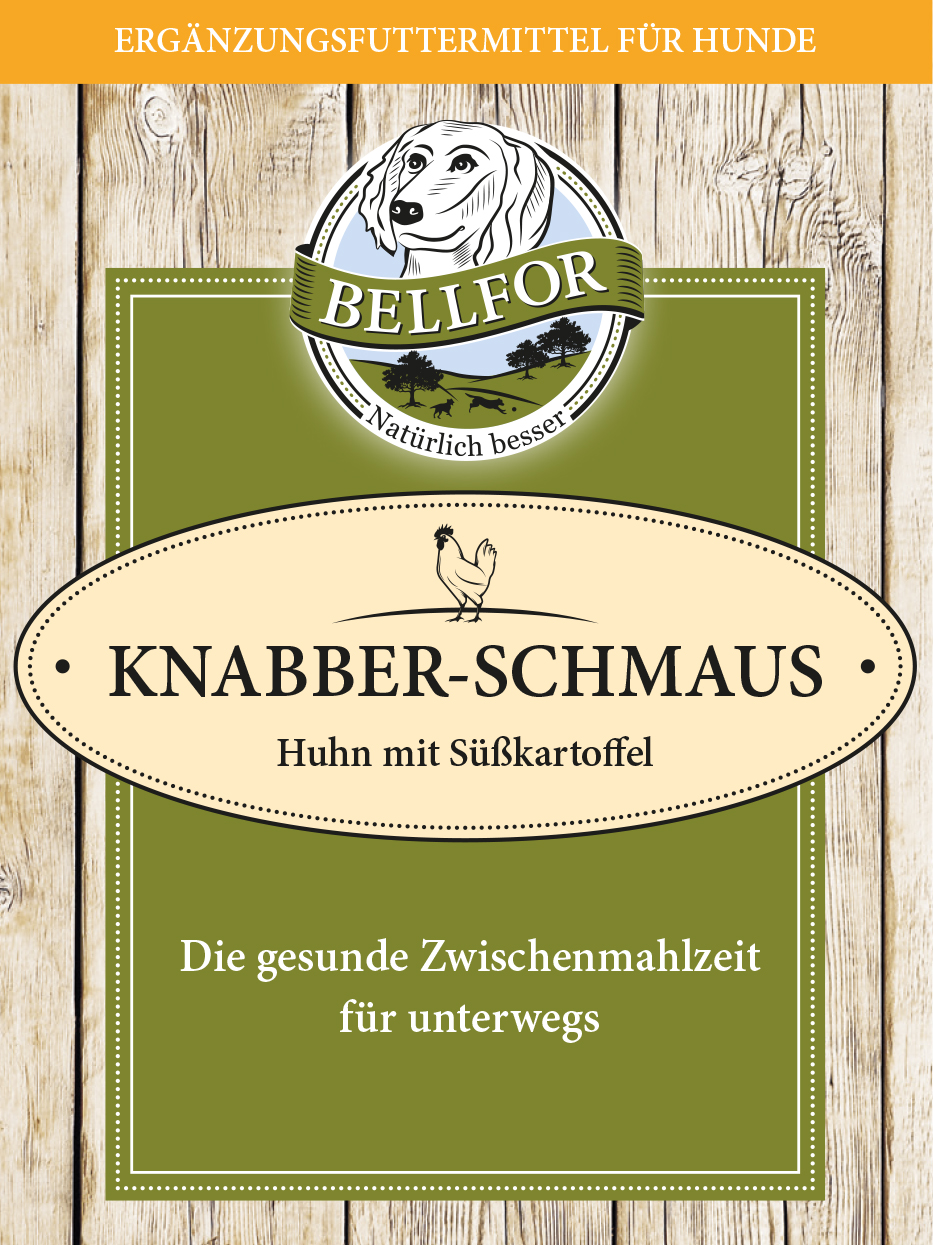 ERGÄNZUNGSFUTTERMITTEL FÜR HUNDE
BELLFOR
Natürlich besser
• KNABBER-SCHMAUS •
Huhn mit Süßkartoffel
Die gesunde Zwischenmahlzeit
für unterwegs